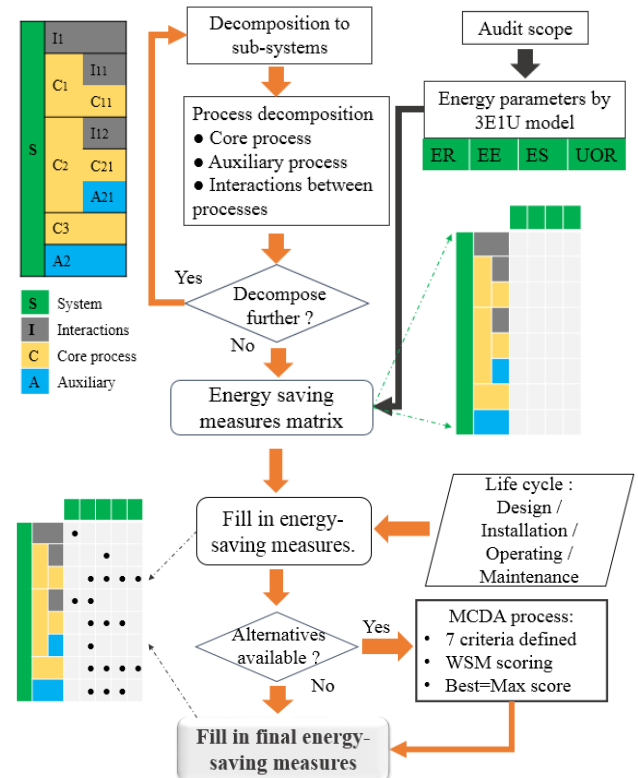 I1
S
C1
I11
C11
C2
I12
C21
A21
C3
A2
S System
I Interactions
C Core process
A Auxiliary
Decomposition to
sub-systems
Process decomposition
● Core process
● Auxiliary process
● Interactions between
processes
Yes
Decompose
further ?
No
Energy saving
measures matrix
Audit scope
Energy parameters by
3E1U model
ER EE ES UOR
Fill in energy-
saving measures.
Life cycle :
Design /
Installation /
Operating /
Maintenance
Alternatives
available ?
Yes
No
MCDA process:
• 7 criteria defined
• WSM scoring
• Best=Max score
Fill in final energy-
saving measures